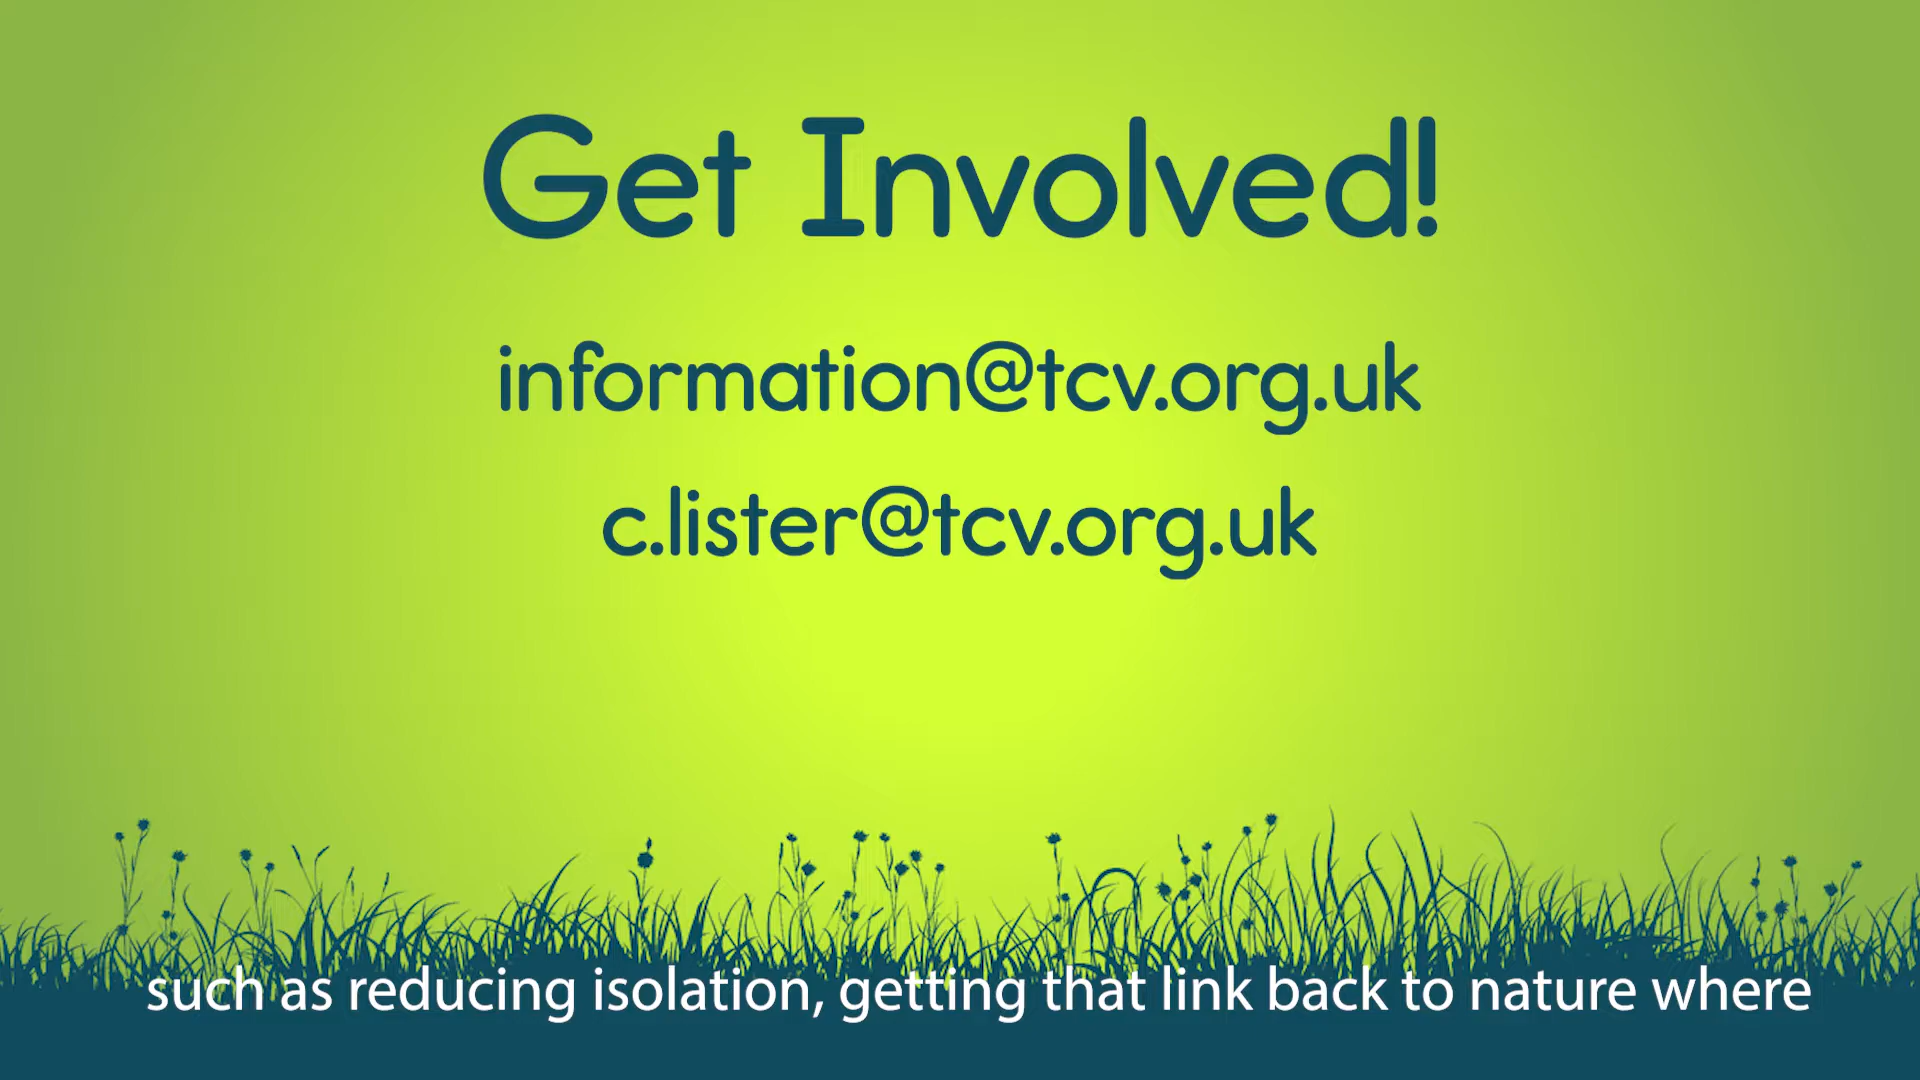 Get Involved!
information@tcv.org.uk
c.lister@tcv.org.uk
such as reducing isolation, getting that link back to nature where